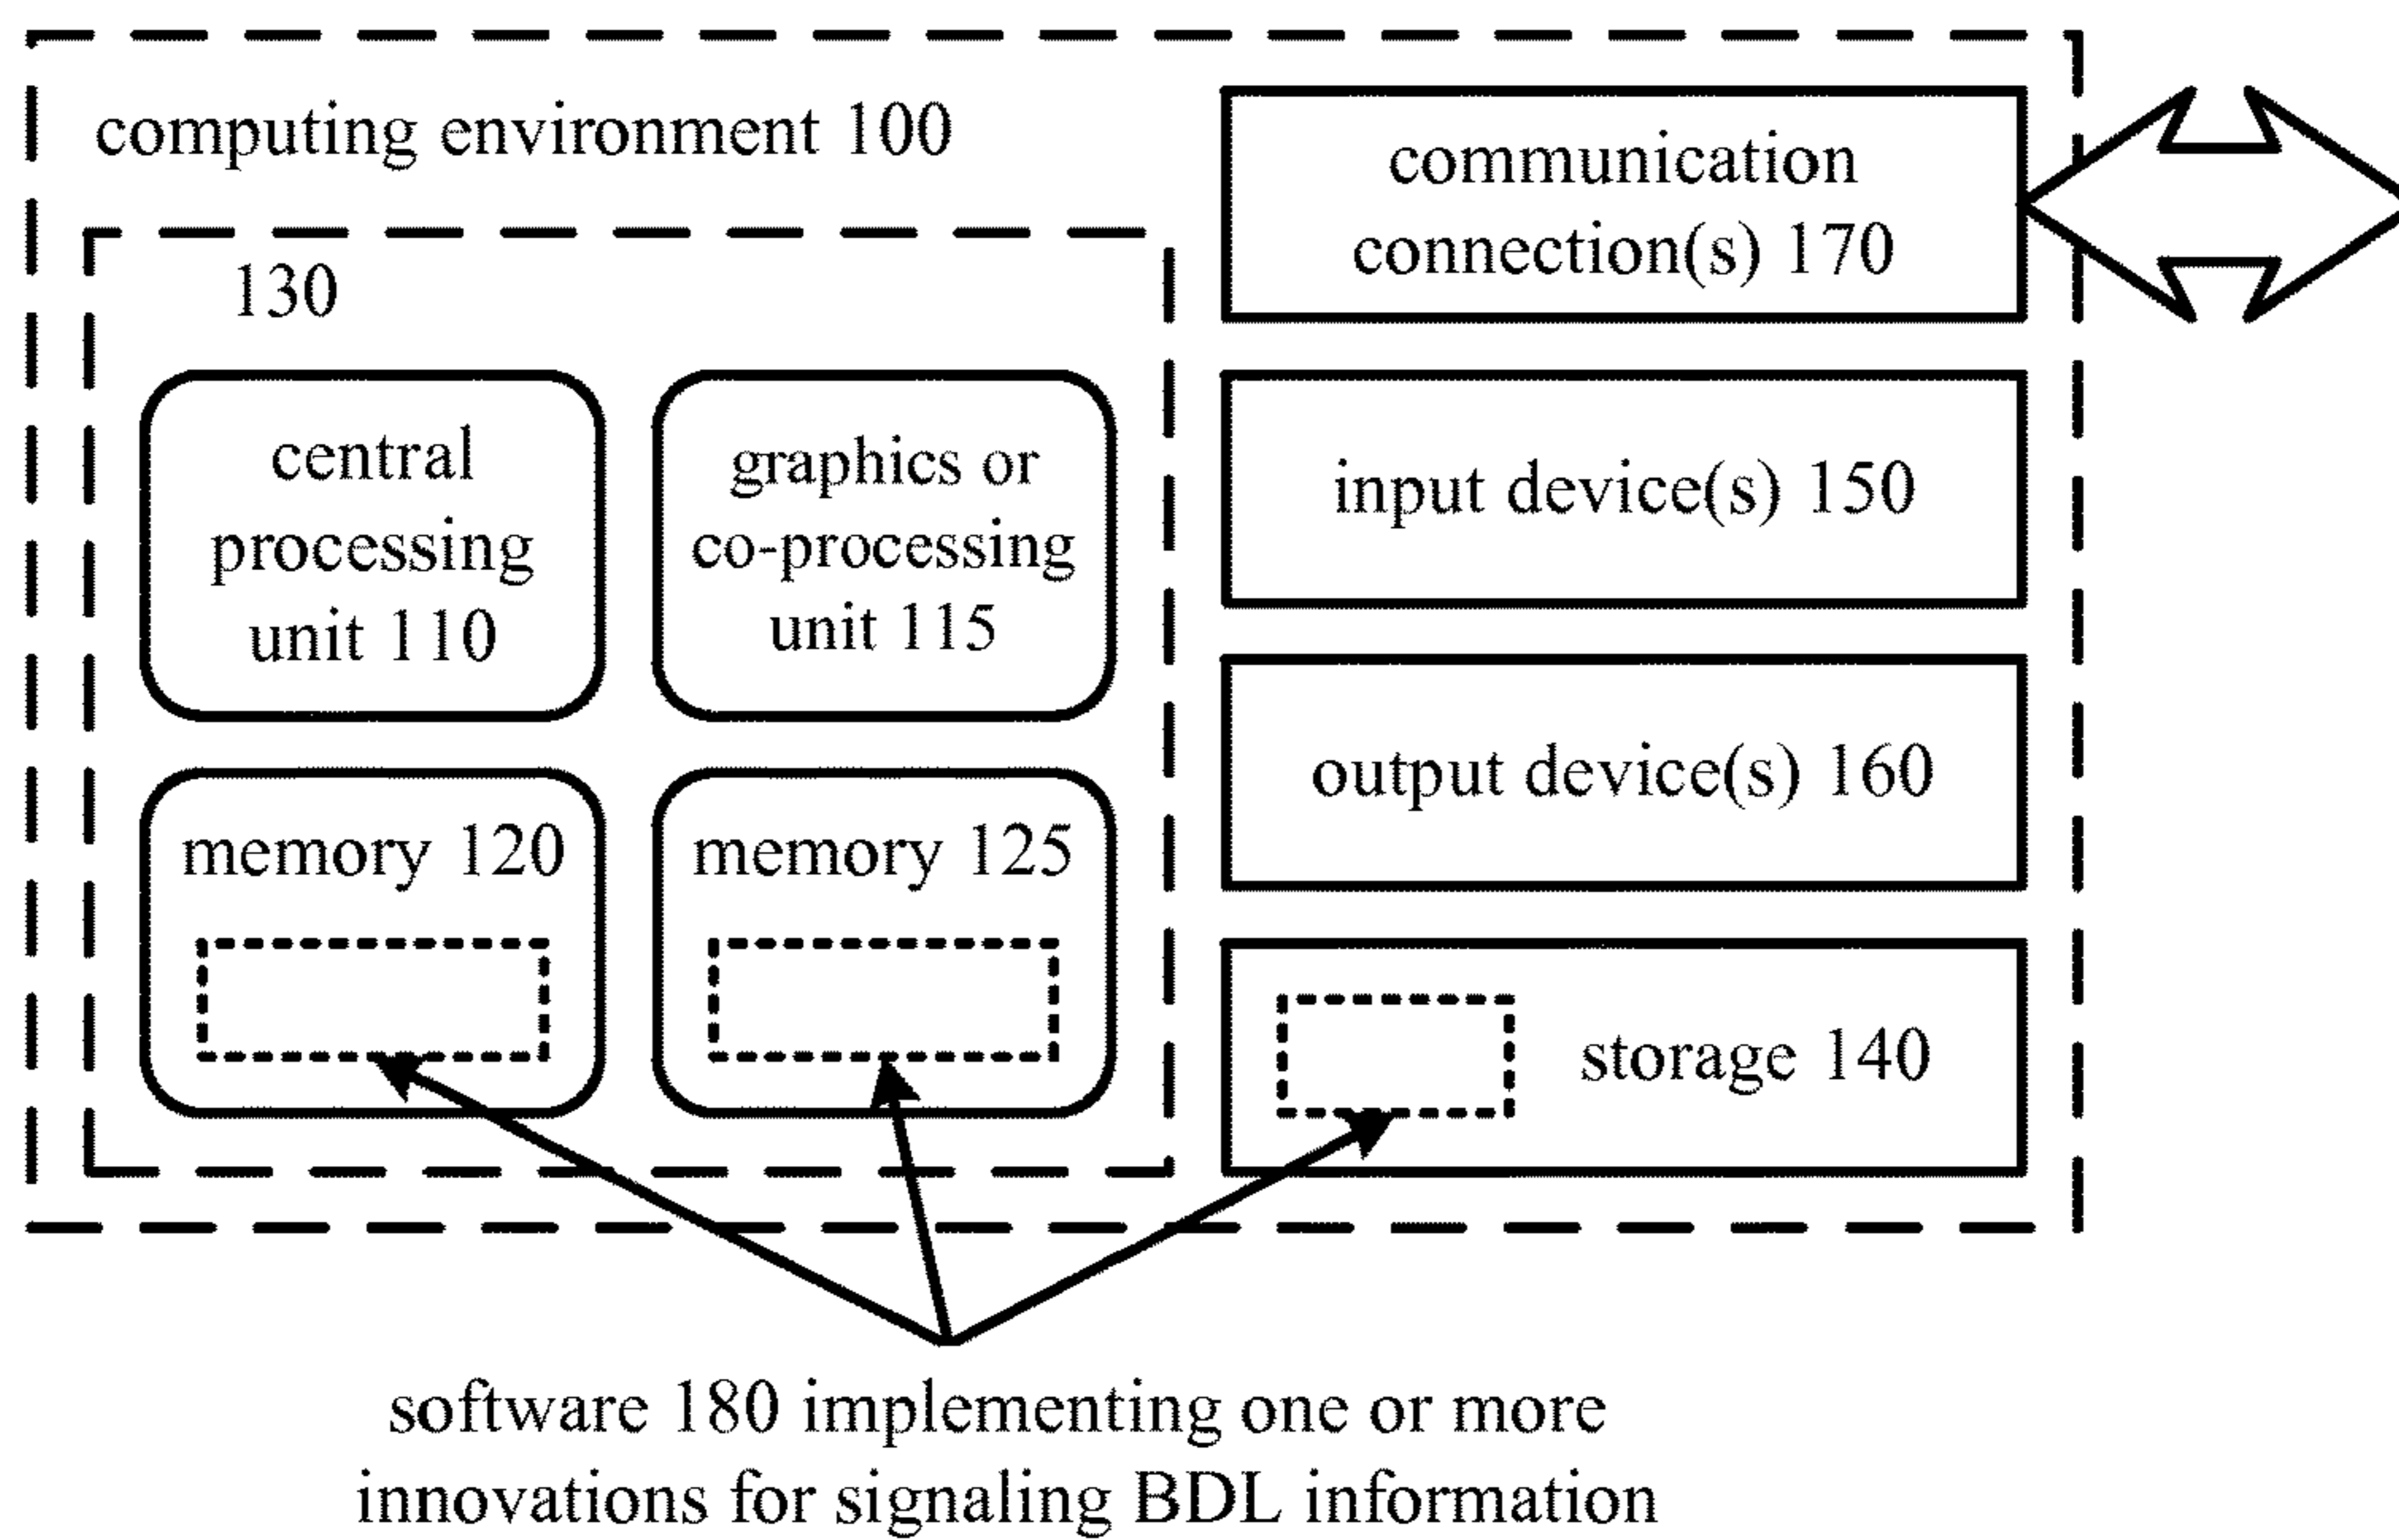 computing environment 100
130
central
processing
unit 110
graphics or
co-processing
unit 115
memory 120
memory 125
communication
connection(s) 170
input device(s) 150
output device(s) 160
storage 140
software 180 implementing one or more
innovations for signaling BDL information